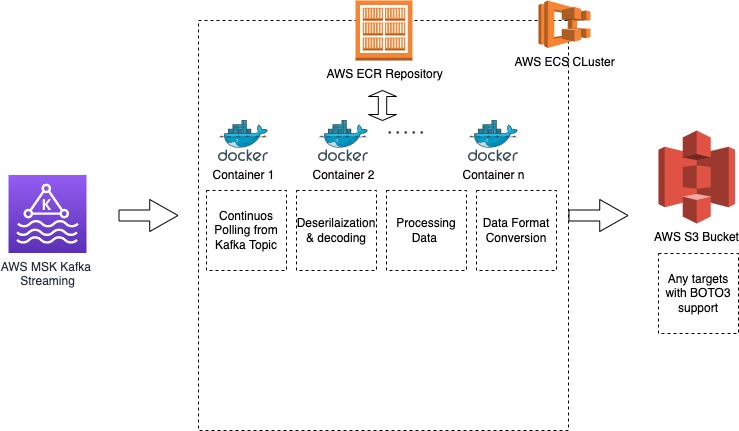 AWS ECR Repository
AWS ECS CLuster
docker
docker
.....
docker
Container 1
Container 2
Container n
K
AWS MSK Kafka
Streaming
Continuos
Polling from
Kafka Topic
Deserilaization
& decoding
Processing
Data
Data Format
Conversion
AWS S3 Bucket
Any targets
with BOTO3
support